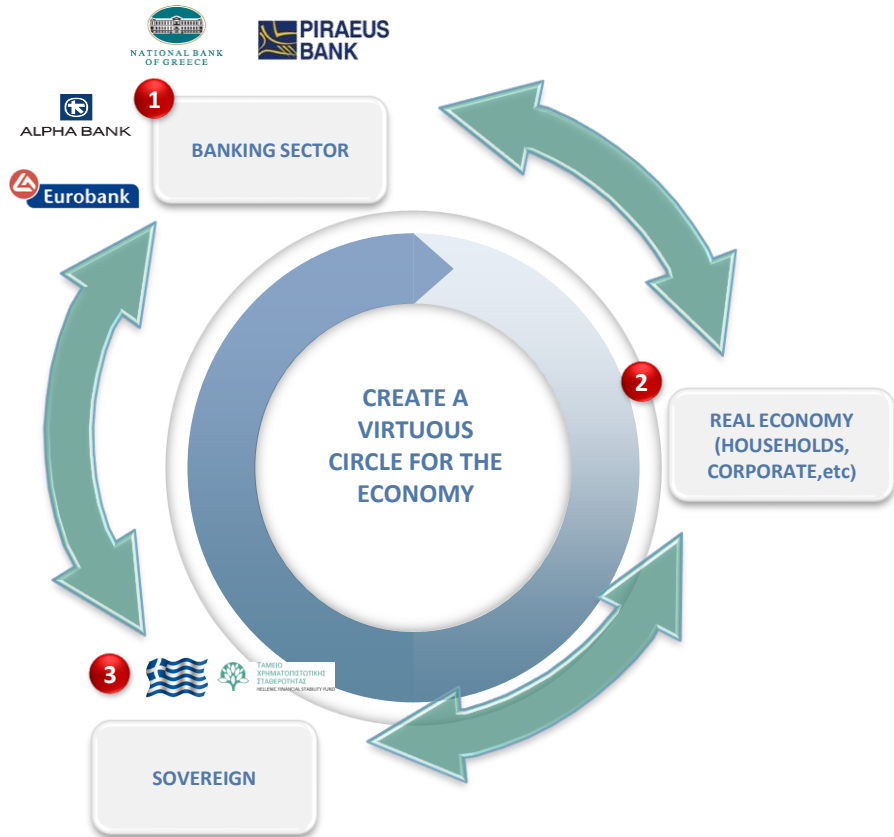 NATIONAL BANK
OF GREECE
PIRAEUS
BANK
1
ALPHA BANK
BANKING SECTOR
Eurobank
CREATE A
VIRTUOUS
CIRCLE FOR THE
ECONOMY
2
REAL ECONOMY
(HOUSEHOLDS,
CORPORATE,etc)
3
ΤΑΜΕΙΟ
ΧΡΗΜΑΤΟΠΙΣΤΩΤΙΚΗΣ
ΣΤΑΘΕΡΟΤΗΤΑΣ
HELLENIC FINANCIAL STABILITY FUND
SOVEREIGN